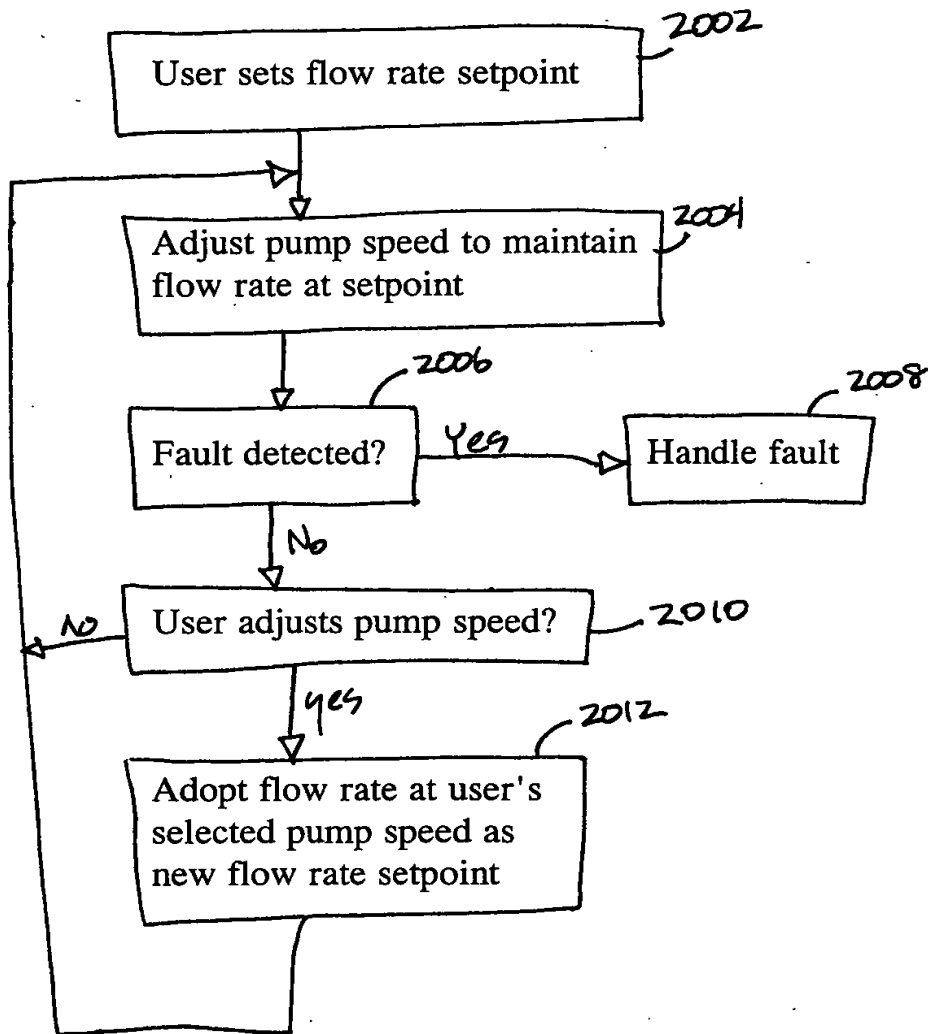 2002
User sets flow rate setpoint
2004
Adjust pump speed to maintain
flow rate at setpoint
2006
2008
Fault detected?
Yes
Handle fault
No
User adjusts pump speed?
2010
NO
yes
2012
Adopt flow rate at user's
selected pump speed as
new flow rate setpoint